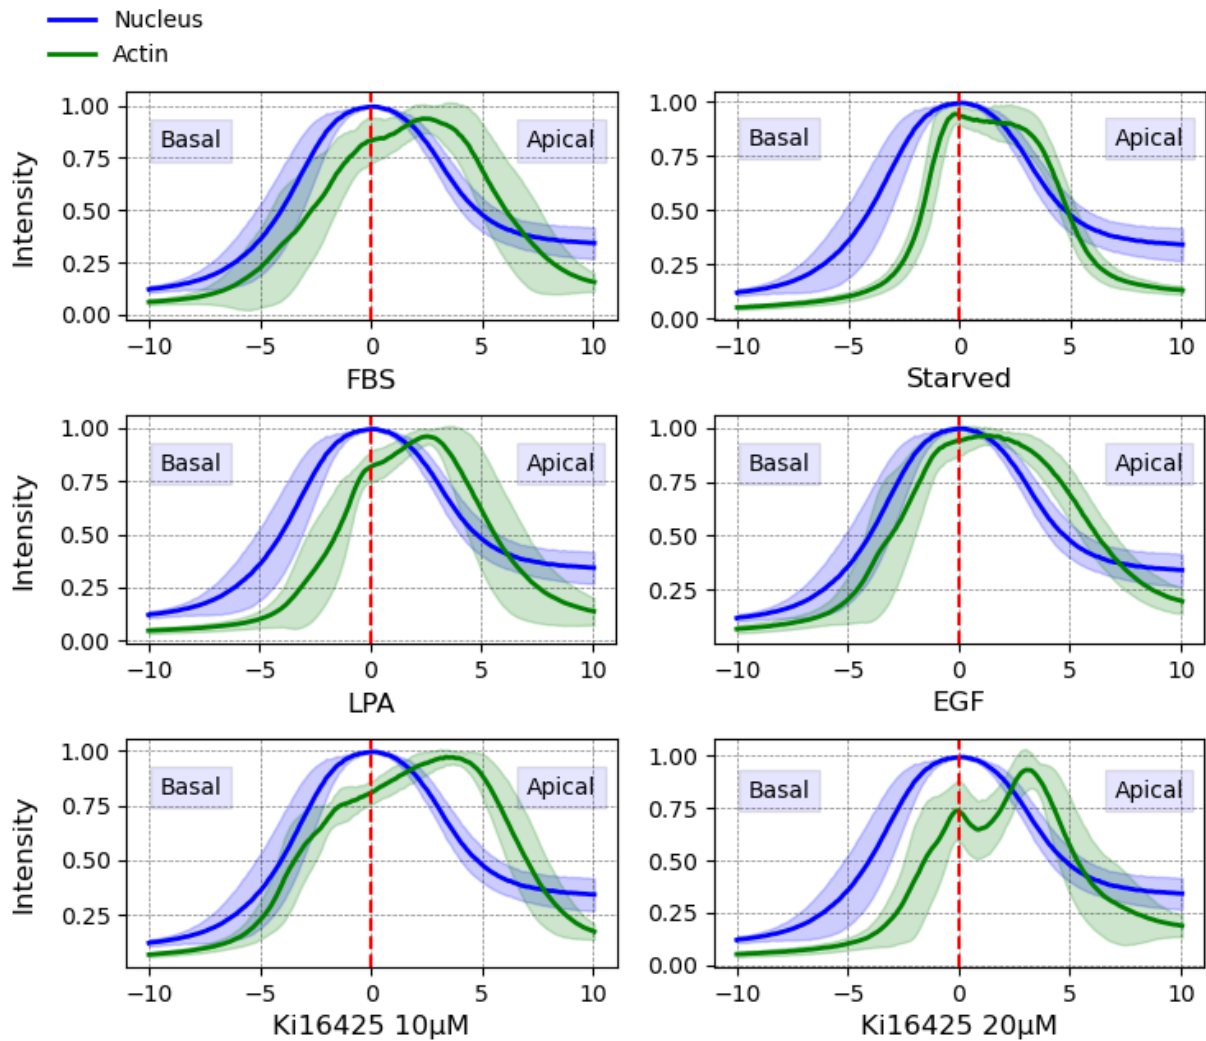 Nucleus
Actin
Intensity
1.00
0.75
0.50
0.25
0.00
Basal
Apical
−10
−5
0
5
10
FBS
1.00
0.75
0.50
0.25
0.00
Basal
Apical
−10
−5
0
5
10
Starved
Intensity
1.00
0.75
0.50
0.25
0.00
Basal
Apical
−10
−5
0
5
10
LPA
1.00
0.75
0.50
0.25
Basal
Apical
−10
−5
0
5
10
EGF
Intensity
1.00
0.75
0.50
0.25
Basal
Apical
−10
−5
0
5
10
Ki16425 10μM
1.00
0.75
0.50
0.25
0.00
Basal
Apical
−10
−5
0
5
10
Ki16425 20μM